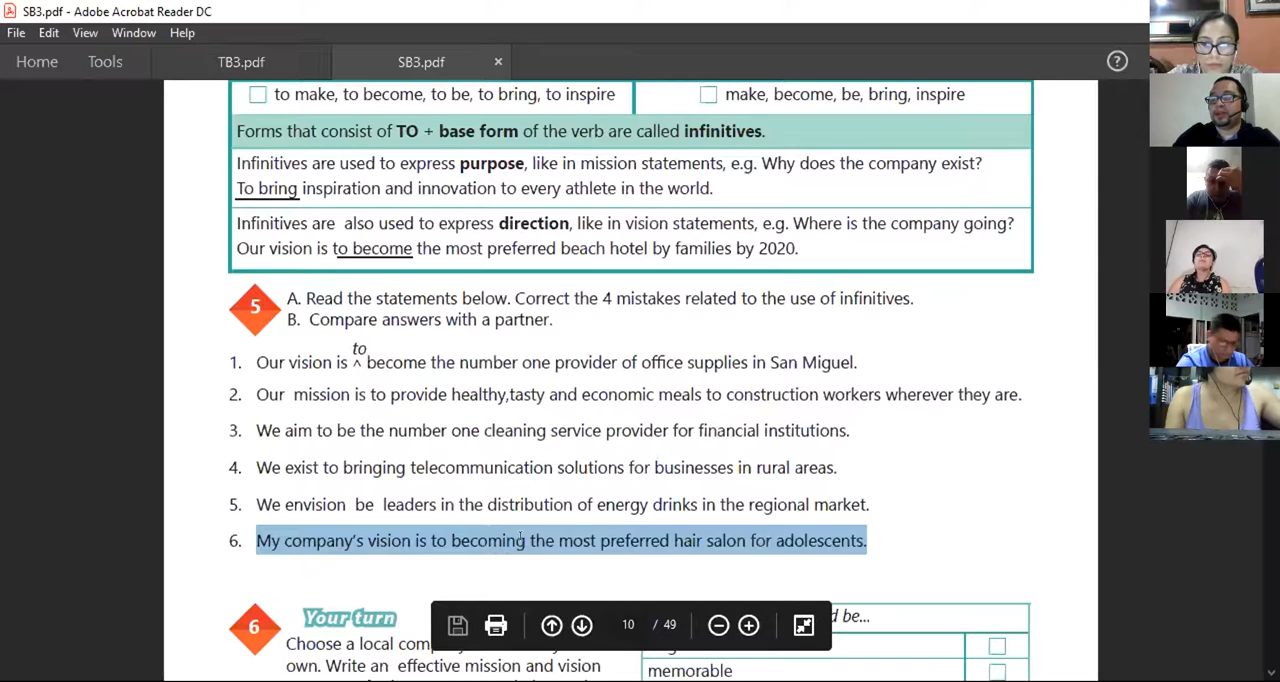 SB3.pdf - Adobe Acrobat Reader DC
File Edit View Window Help
Home Tools TB3.pdf SB3.pdf × ?
to make, to become, to be, to bring, to inspire make, become, be, bring, inspire
Forms that consist of TO + base form of the verb are called infinitives.
Infinitives are used to express purpose, like in mission statements, e.g. Why does the company exist?
To bring inspiration and innovation to every athlete in the world.
Infinitives are also used to express direction, like in vision statements, e.g. Where is the company going?
Our vision is to become the most preferred beach hotel by families by 2020.
5
A. Read the statements below. Correct the 4 mistakes related to the use of infinitives.
B. Compare answers with a partner.
to
1. Our vision is ^ become the number one provider of office supplies in San Miguel.
2. Our mission is to provide healthy,tasty and economic meals to construction workers wherever they are.
3. We aim to be the number one cleaning service provider for financial institutions.
4. We exist to bringing telecommunication solutions for businesses in rural areas.
5. We envision be leaders in the distribution of energy drinks in the regional market.
6. My company's vision is to becoming the most preferred hair salon for adolescents.
6 Your turn d be...
Choose a local com
own. Write an effective mission and vision
memorable
10 / 49